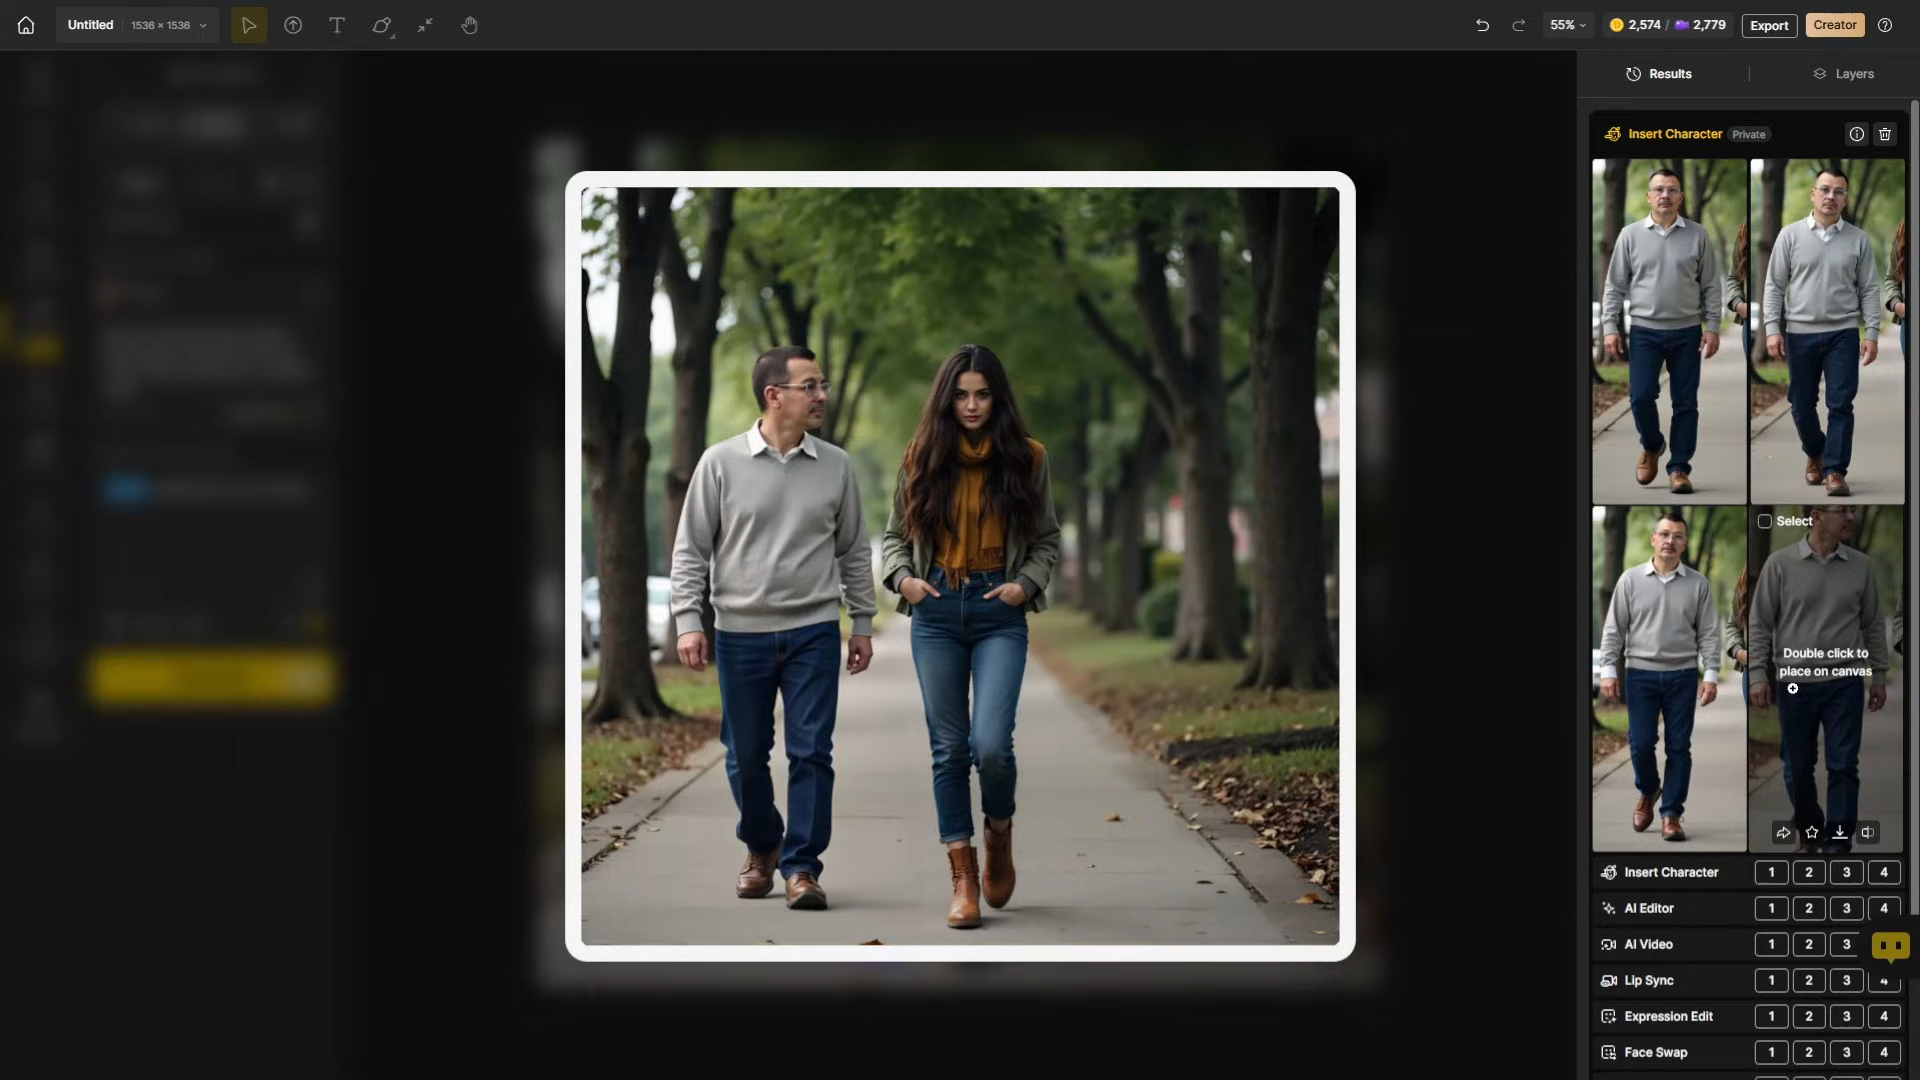 Untitled 1536 × 1536
55%
2,574 / 2,779
Export
Creator
Results
Layers
Insert Character Private
Select
Double click to
place on canvas
Insert Character 1 2 3 4
AI Editor 1 2 3 4
AI Video 1 2 3
Lip Sync 1 2 3 4
Expression Edit 1 2 3 4
Face Swap 1 2 3 4